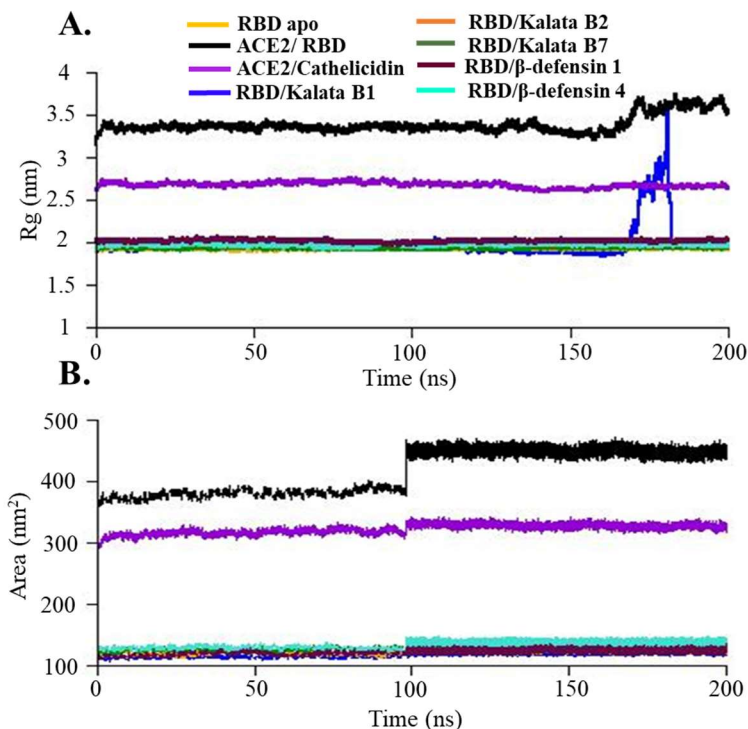 A.
RBD apo
ACE2/ RBD
ACE2/Cathelicidin
RBD/Kalata B1
RBD/Kalata B2
RBD/Kalata B7
RBD/β-defensin 1
RBD/β-defensin 4
4
3.5
3
2.5
2
1.5
1
Rg (nm)
0
50
100
150
200
Time (ns)
B.
500
400
300
200
100
Area (nm²)
0
50
100
150
200
Time (ns)